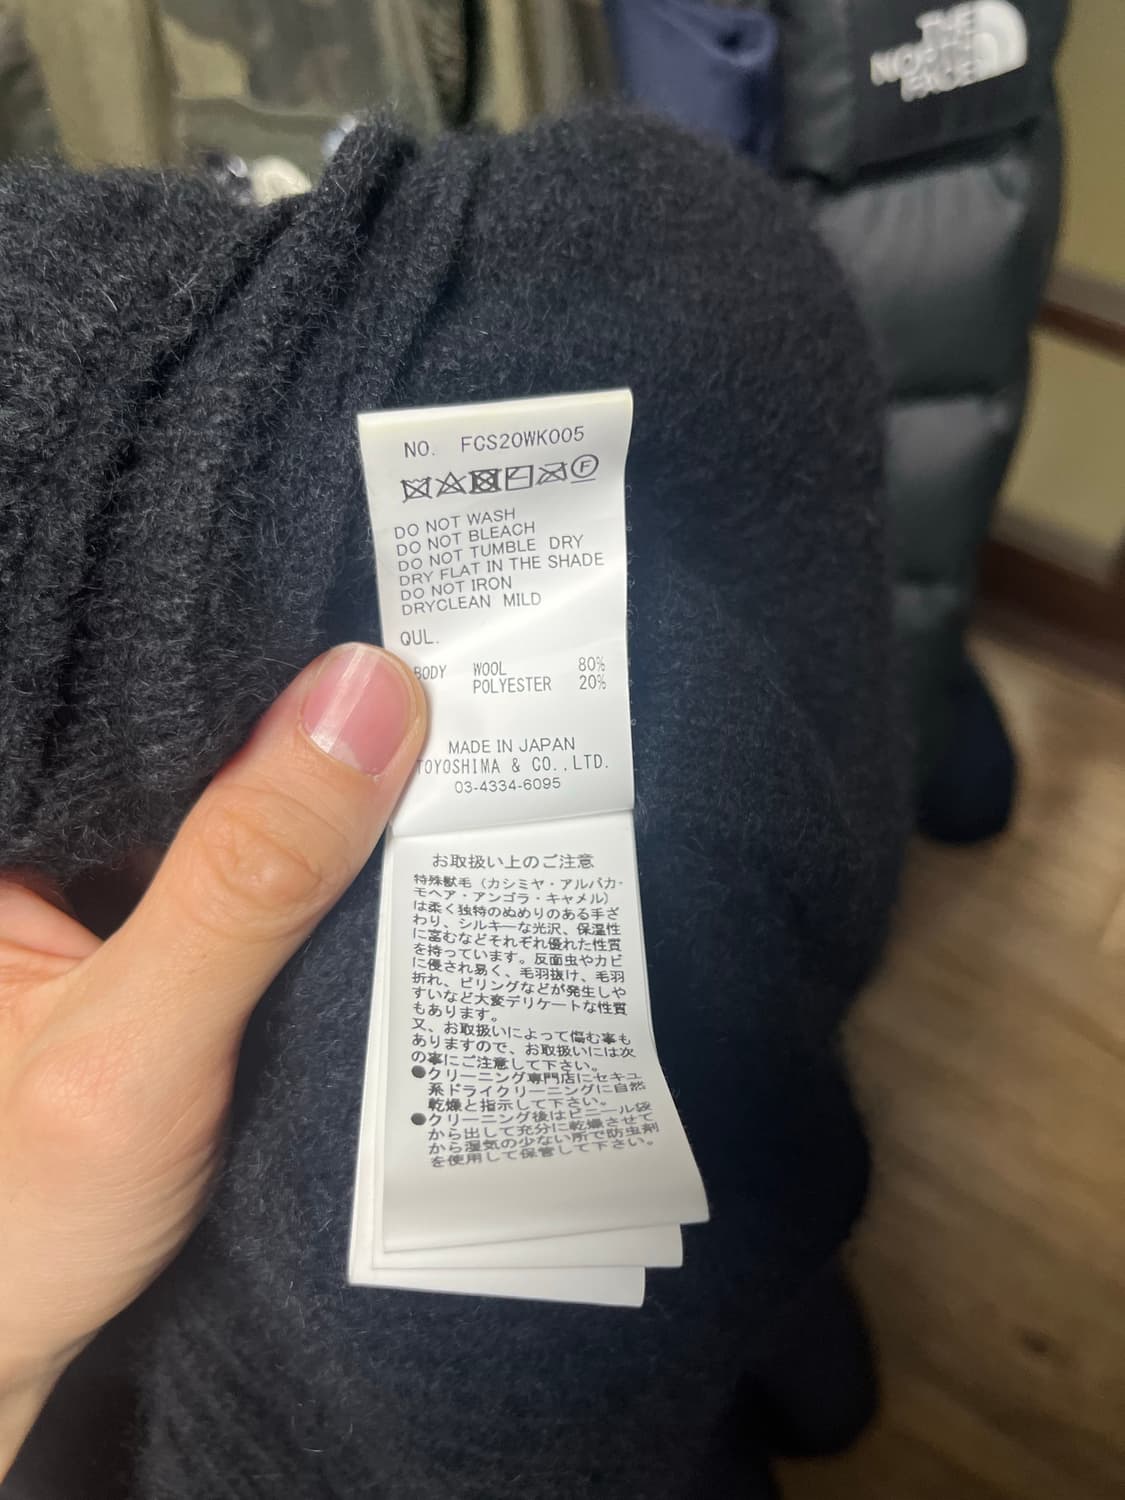 THE
NORTH
FACE
NO. FCS20WK005
DO NOT WASH
DO NOT BLEACH
DO NOT TUMBLE DRY
DRY FLAT IN THE SHADE
DO NOT IRON
DRYCLEAN MILD
QUL.
BODY WOOL 80%
POLYESTER 20%
MADE IN JAPAN
TOYOSHIMA & CO.,LTD.
03-4334-6095
お取扱い上のご注意
特殊獣毛（カシミヤ・アルパカ・
モヘア・アンゴラ・キャメル）
は柔く独特のぬめりのある手ざ
わり、シルキーな光沢、保温性
に富むなどそれぞれ優れた性質
を持っています。反面虫やカビ
に侵され易く、毛羽抜け、毛羽
折れ、ピリングなどが発生しや
すいなど大変デリケートな性質
もあります。
又、お取扱いによって傷む事も
ありますので、お取扱いには次
の事にご注意して下さい。
●クリーニング専門店にセキユ
系ドライクリーニングに自然
乾燥と指示して下さい。
●クリーニング後はビニール袋
から出して充分に乾燥させて
から湿気の少ない所で防虫剤
を使用して保管して下さい。